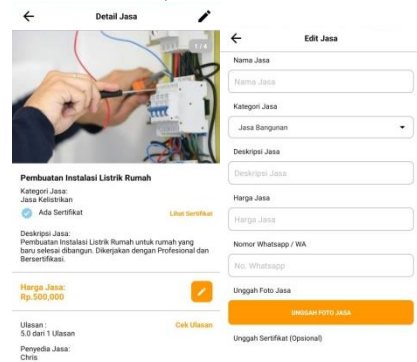 Detail Jasa
1/4
Pembuatan Instalasi Listrik Rumah
Kategori Jasa:
Jasa Kelistrikan
Ada Sertifikat
Lihat Sertifikat
Deskripsi Jasa:
Pembuatan Instalasi Listrik Rumah untuk rumah yang
baru selesai dibangun. Dikerjakan dengan Profesional dan
Bersertifikasi.
Harga Jasa:
Rp.500,000
Ulasan :
5.0 dari 1 Ulasan
Cek Ulasan
Penyedia Jasa:
Chris
Edit Jasa
Nama Jasa
Nama Jasa
Kategori Jasa
Jasa Bangunan
Deskripsi Jasa
Deskripsi Jasa
Harga Jasa
Harga Jasa
Nomor Whatsapp / WA
No. Whatsapp
Unggah Foto Jasa
UNGGAH FOTO JASA
Unggah Sertifikat (Opsional)